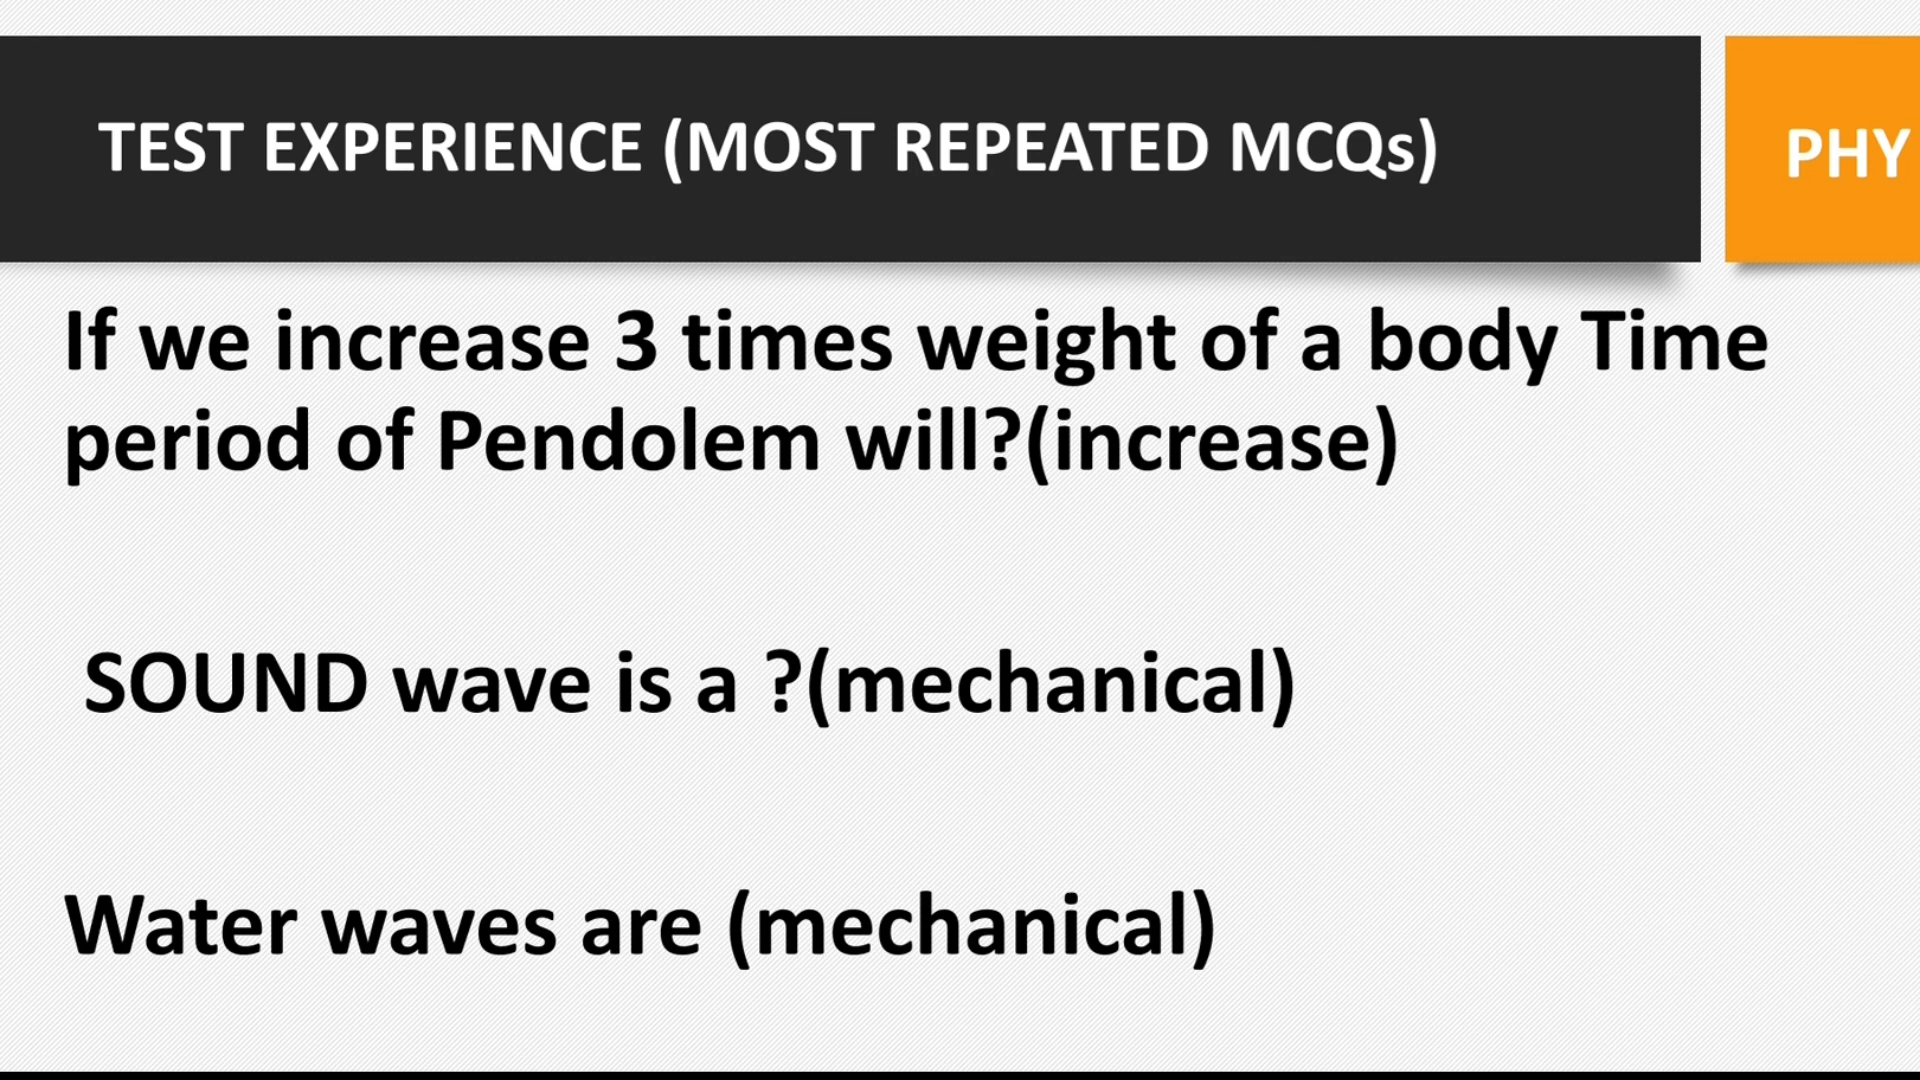 TEST EXPERIENCE (MOST REPEATED MCQs)
PHY
If we increase 3 times weight of a body Time
period of Pendolem will?(increase)
SOUND wave is a ?(mechanical)
Water waves are (mechanical)